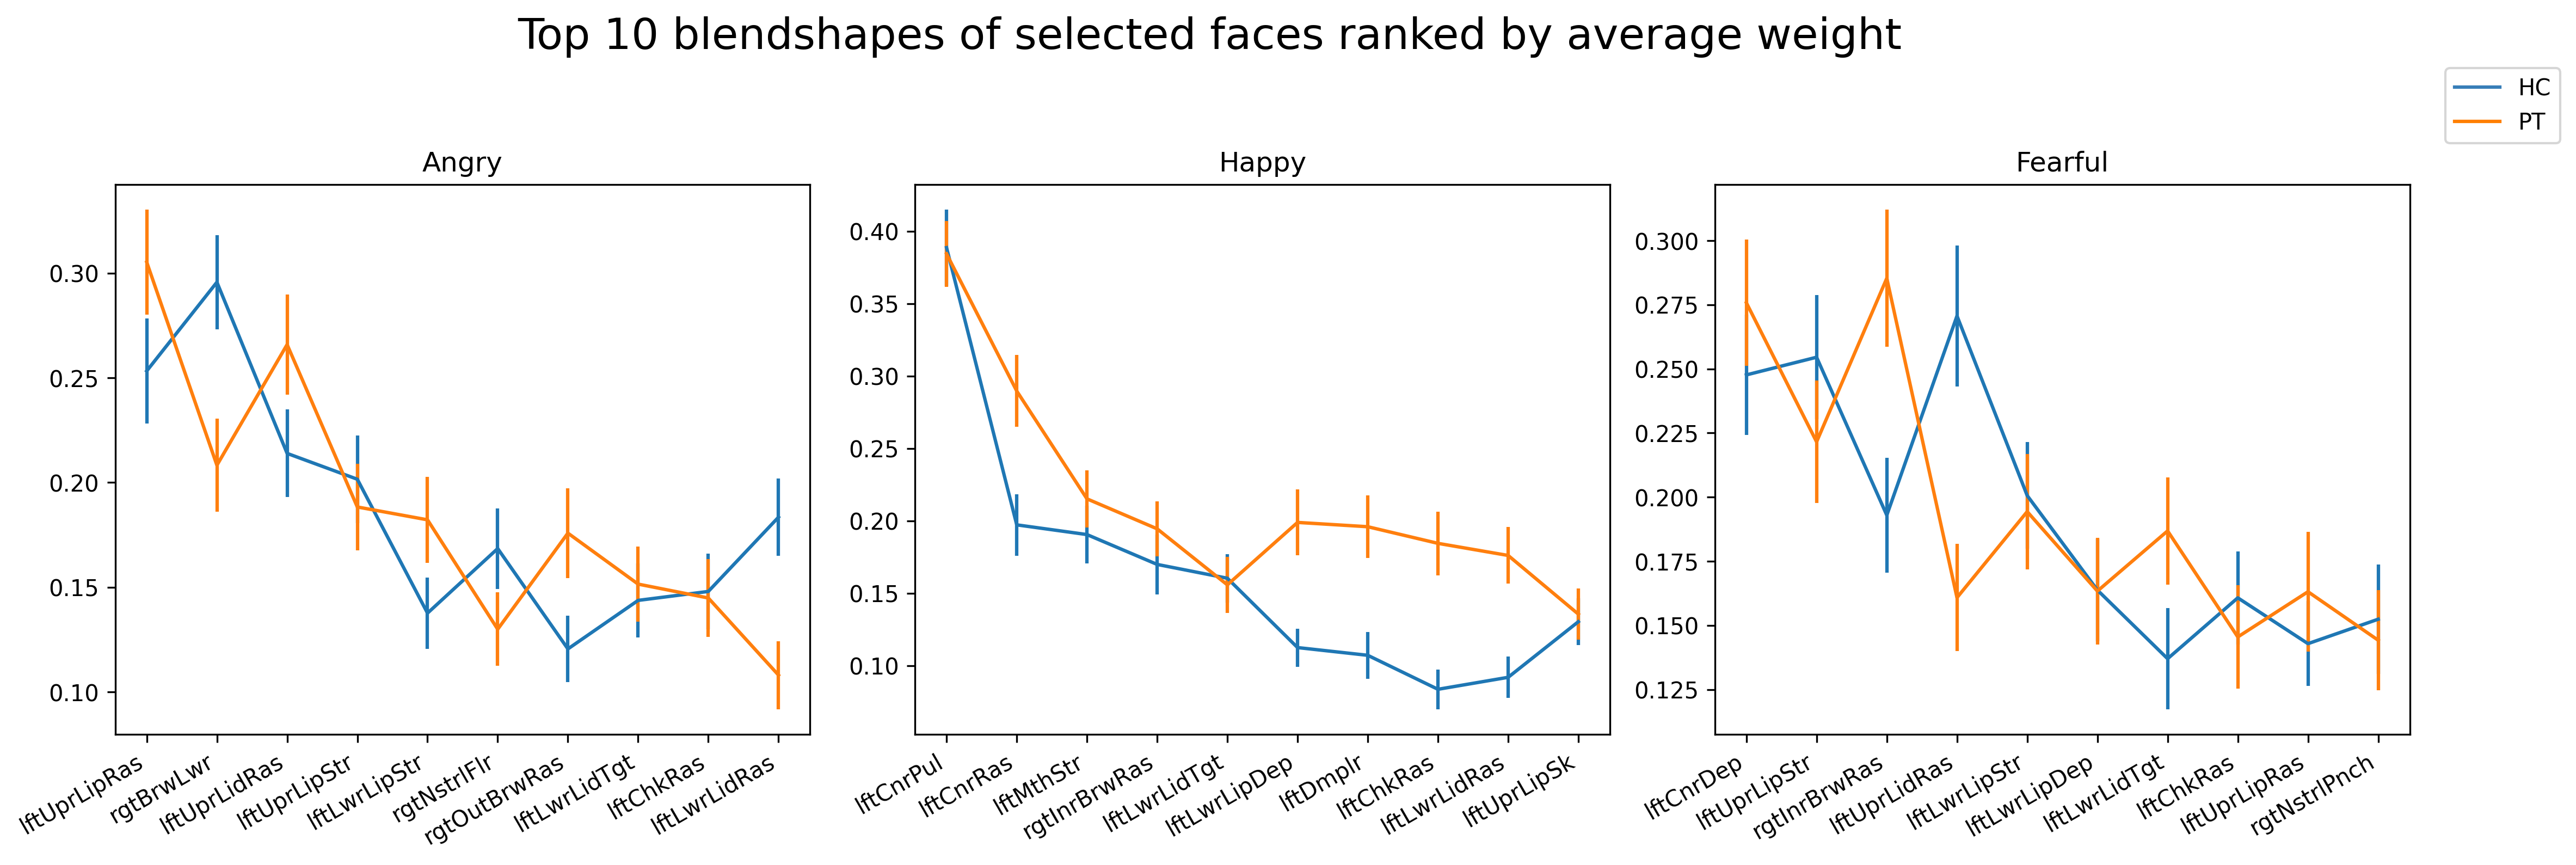 Top 10 blendshapes of selected faces ranked by average weight
HC
PT
Angry
0.30
0.25
0.20
0.15
0.10
lftUprLipRas
rgtBrwLwr
lftUprLidRas
lftUprLipStr
lftLwrLipStr
rgtNstrlFlr
rgtOutBrwRas
lftLwrLidTgt
lftChkRas
lftLwrLidRas
Happy
0.40
0.35
0.30
0.25
0.20
0.15
0.10
lftCnrPul
lftCnrRas
lftMthStr
rgtInrBrwRas
lftLwrLidTgt
lftLwrLipDep
lftDmplr
lftChkRas
lftLwrLidRas
lftUprLipSk
Fearful
0.300
0.275
0.250
0.225
0.200
0.175
0.150
0.125
lftCnrDep
lftUprLipStr
rgtInrBrwRas
lftUprLidRas
lftLwrLipStr
lftLwrLipDep
lftLwrLidTgt
lftChkRas
lftUprLipRas
rgtNstrlPnch